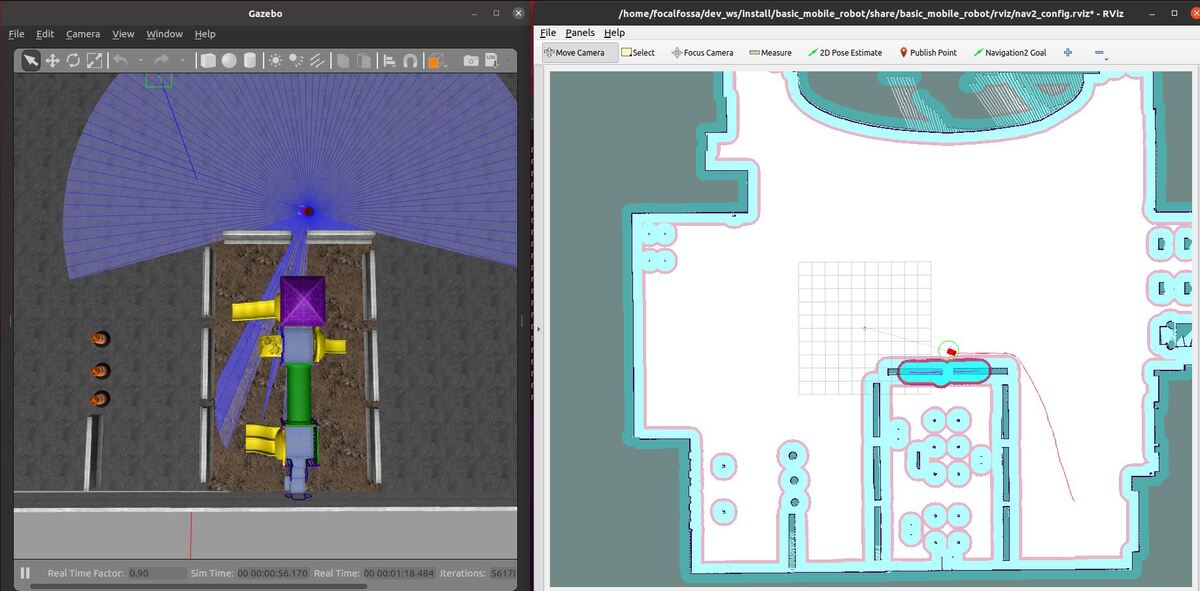 Gazebo
File Edit Camera View Window Help
Real Time Factor: 0.90 Sim Time: 00 00:00:56.170 Real Time: 00 00:01:18.484 Iterations: 56170
/home/focalfossa/dev_ws/install/basic_mobile_robot/share/basic_mobile_robot/rviz/nav2_config.rviz* - RViz
File Panels Help
Move Camera Select Focus Camera Measure 2D Pose Estimate Publish Point Navigation2 Goal